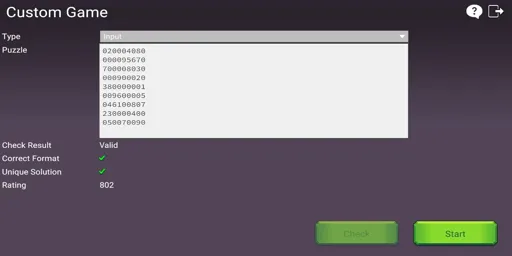 Custom Game
?
Type Input
Puzzle
020004080
000095670
700008030
000900020
380000001
009600005
046100807
230000400
050070090
Check Result Valid
Correct Format
Unique Solution
Rating 802
Check Start